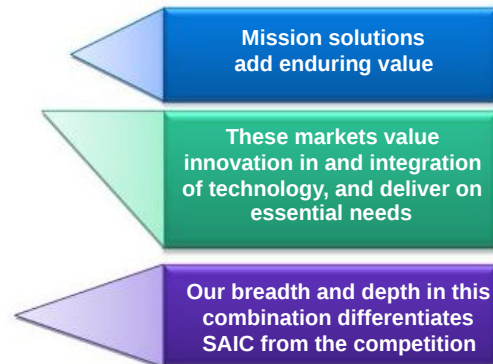 Mission solutions
add enduring value
These markets value
innovation in and integration
of technology, and deliver on
essential needs
Our breadth and depth in this
combination differentiates
SAIC from the competition